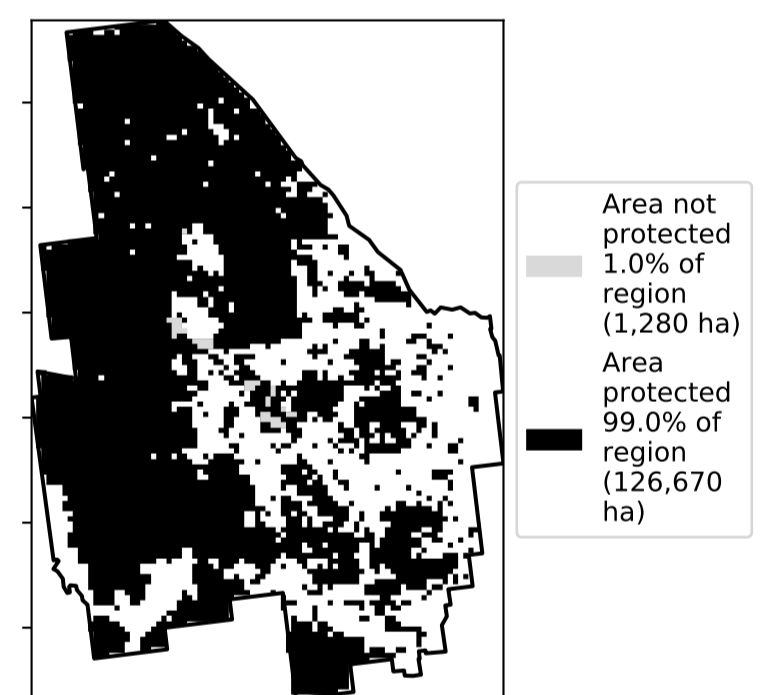 Area not
protected
1.0% of
region
(1,280 ha)
Area
protected
99.0% of
region
(126,670
ha)